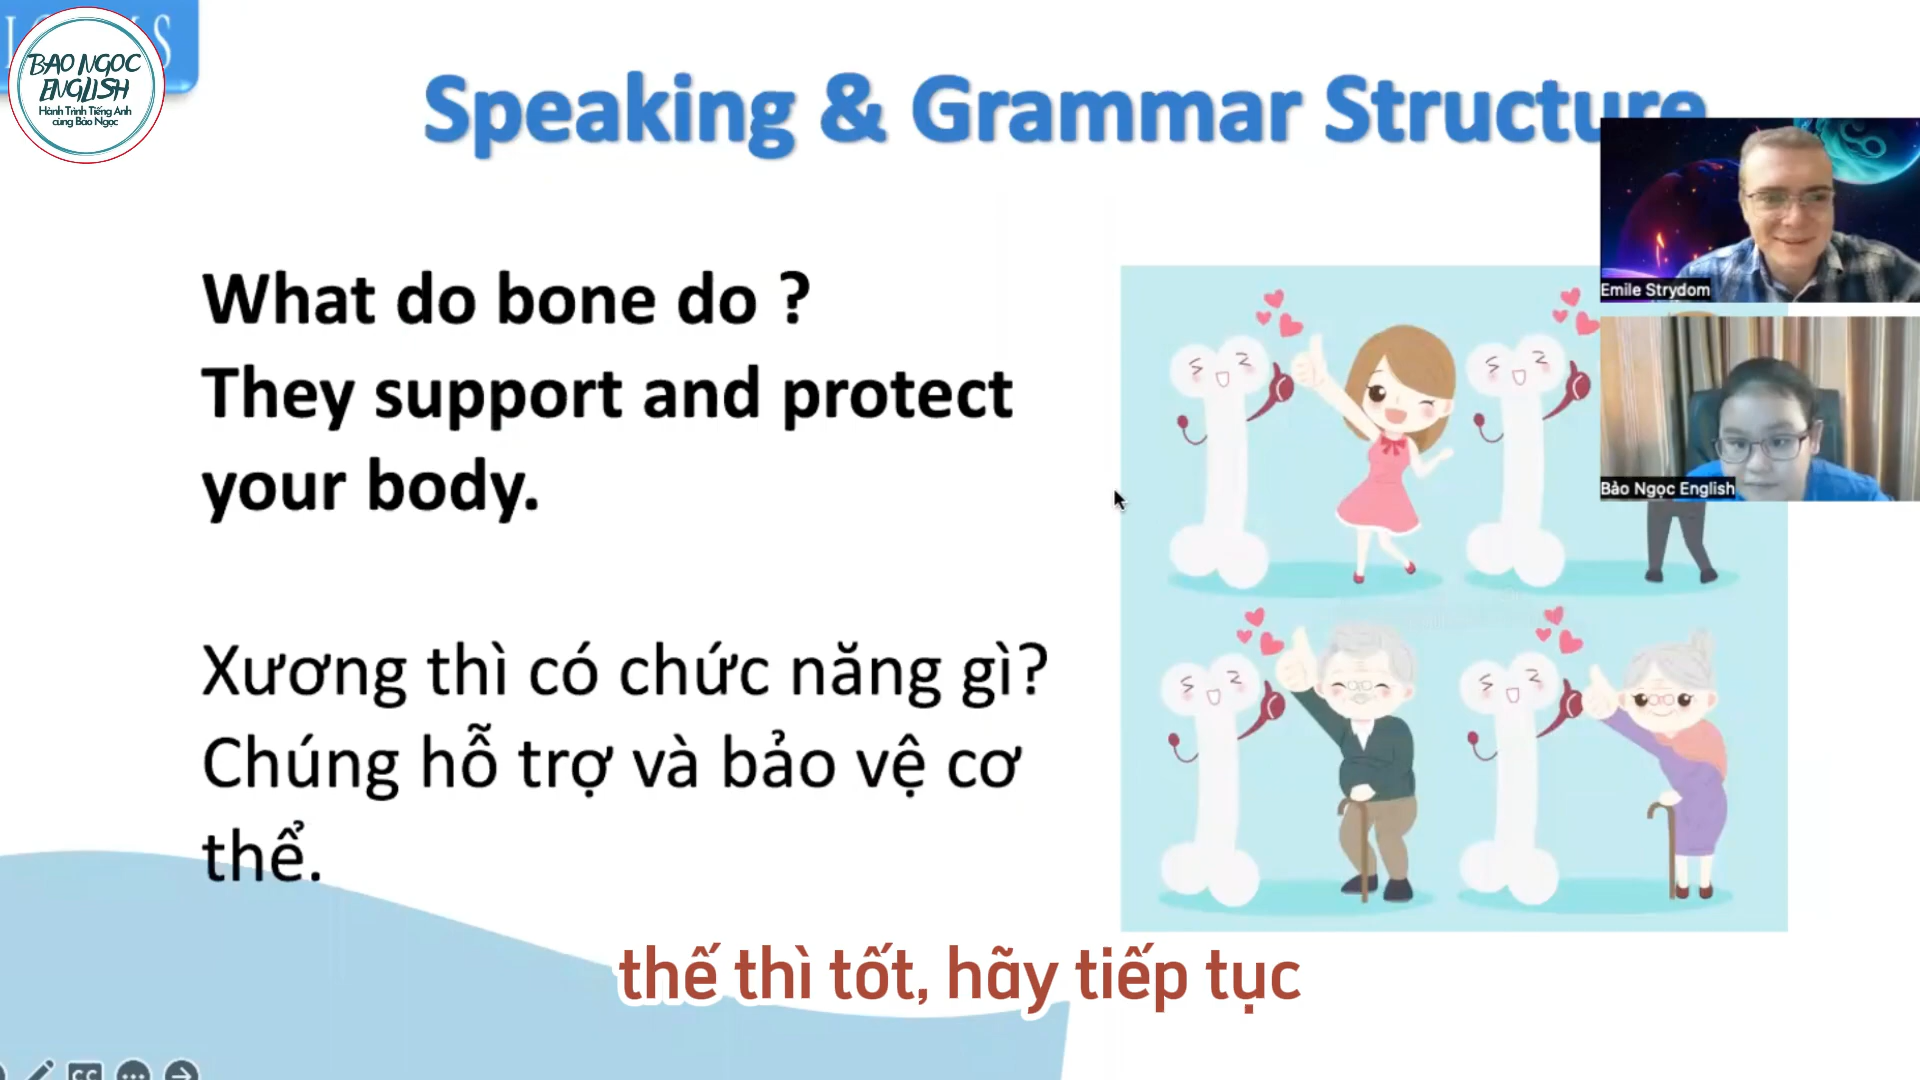 BAO NGOC
ENGLISH
Hành Trình Tiếng Anh
cùng Bảo Ngọc
Speaking & Grammar Structure
Emile Strydom
Bảo Ngọc English
What do bone do ?
They support and protect
your body.
Xương thì có chức năng gì?
Chúng hỗ trợ và bảo vệ cơ
thể.
thế thì tốt, hãy tiếp tục
CC